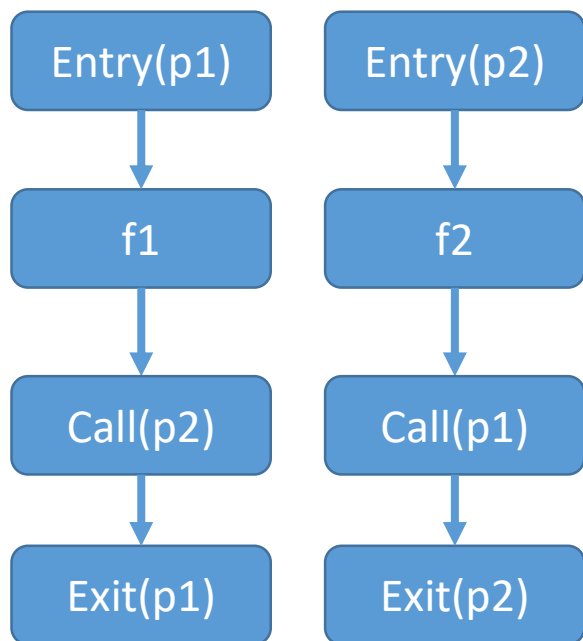 Entry(p1)
f1
Call(p2)
Exit(p1)
Entry(p2)
f2
Call(p1)
Exit(p2)